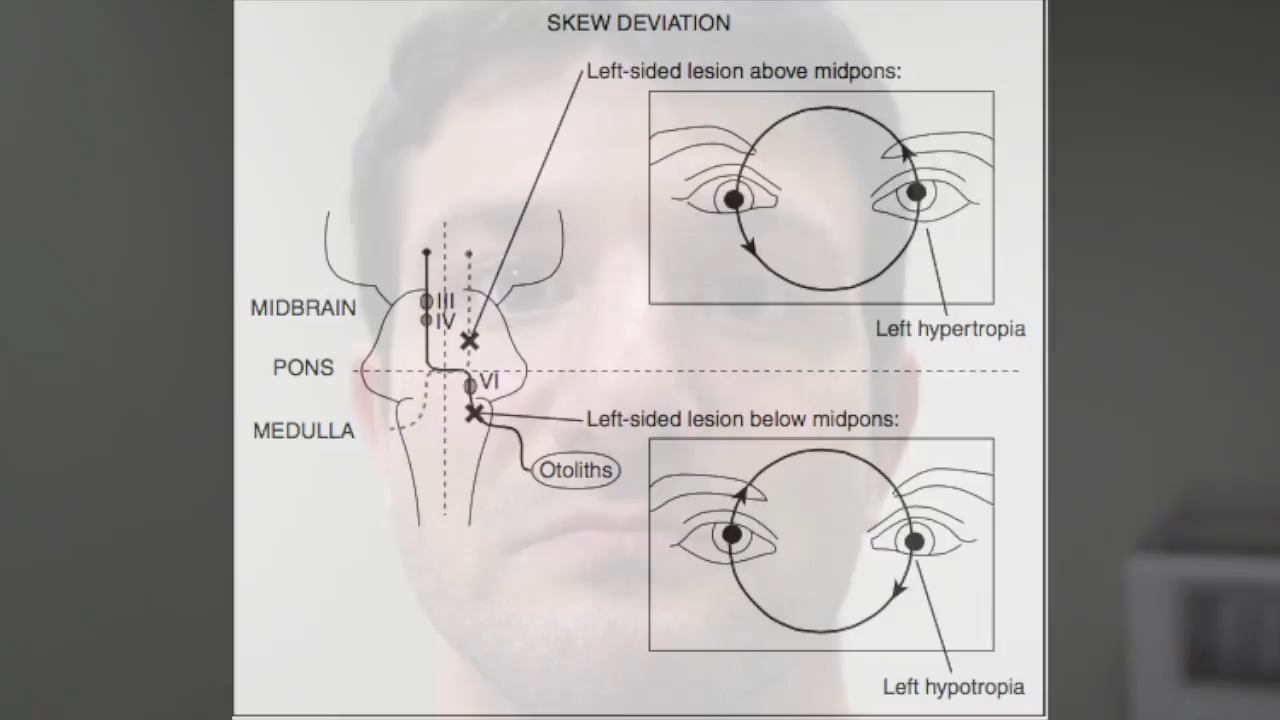 SKEW DEVIATION
Left-sided lesion above midpons:
Left hypertropia
MIDBRAIN
III
IV
PONS
VI
MEDULLA
Left-sided lesion below midpons:
Otoliths
Left hypotropia